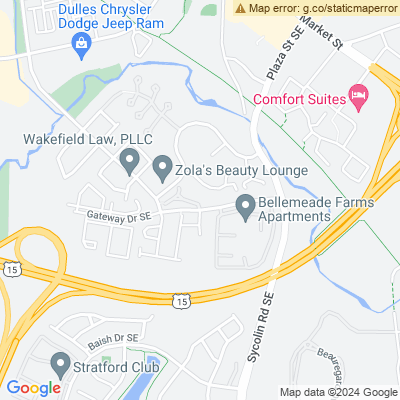 Dulles Chrysler
Dodge Jeep Ram
Map error: g.co/staticmaperror
Market St
Plaza St SE
Comfort Suites
Wakefield Law, PLLC
Zola's Beauty Lounge
Bellemeade Farms
Apartments
Gateway Dr SE
15
15
15
Sycolin Rd SE
Baish Dr SE
Stratford Club
Google
Map data ©2024 Google